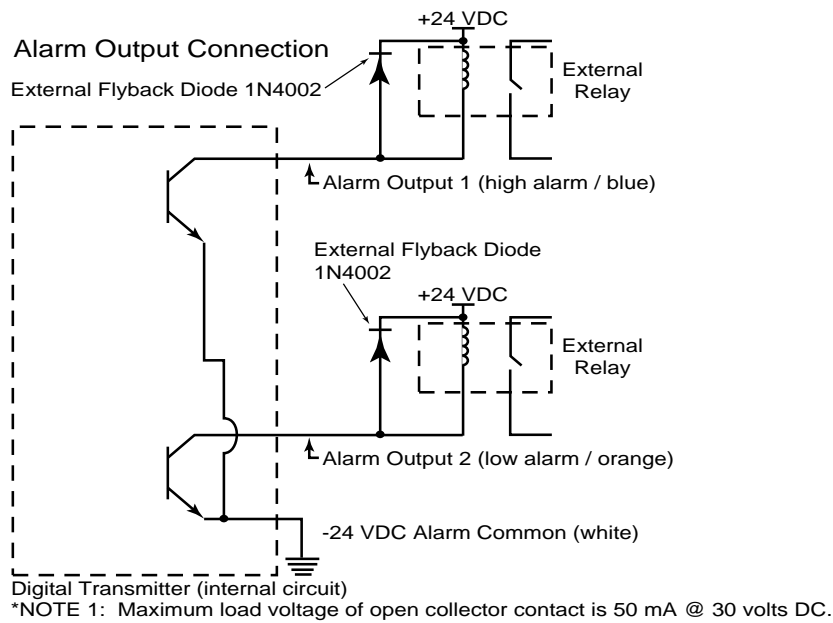 +24 VDC
Alarm Output Connection
External Flyback Diode 1N4002
External
Relay
Alarm Output 1 (high alarm / blue)
External Flyback Diode
1N4002
+24 VDC
External
Relay
Alarm Output 2 (low alarm / orange)
-24 VDC Alarm Common (white)
Digital Transmitter (internal circuit)
*NOTE 1: Maximum load voltage of open collector contact is 50 mA @ 30 volts DC.